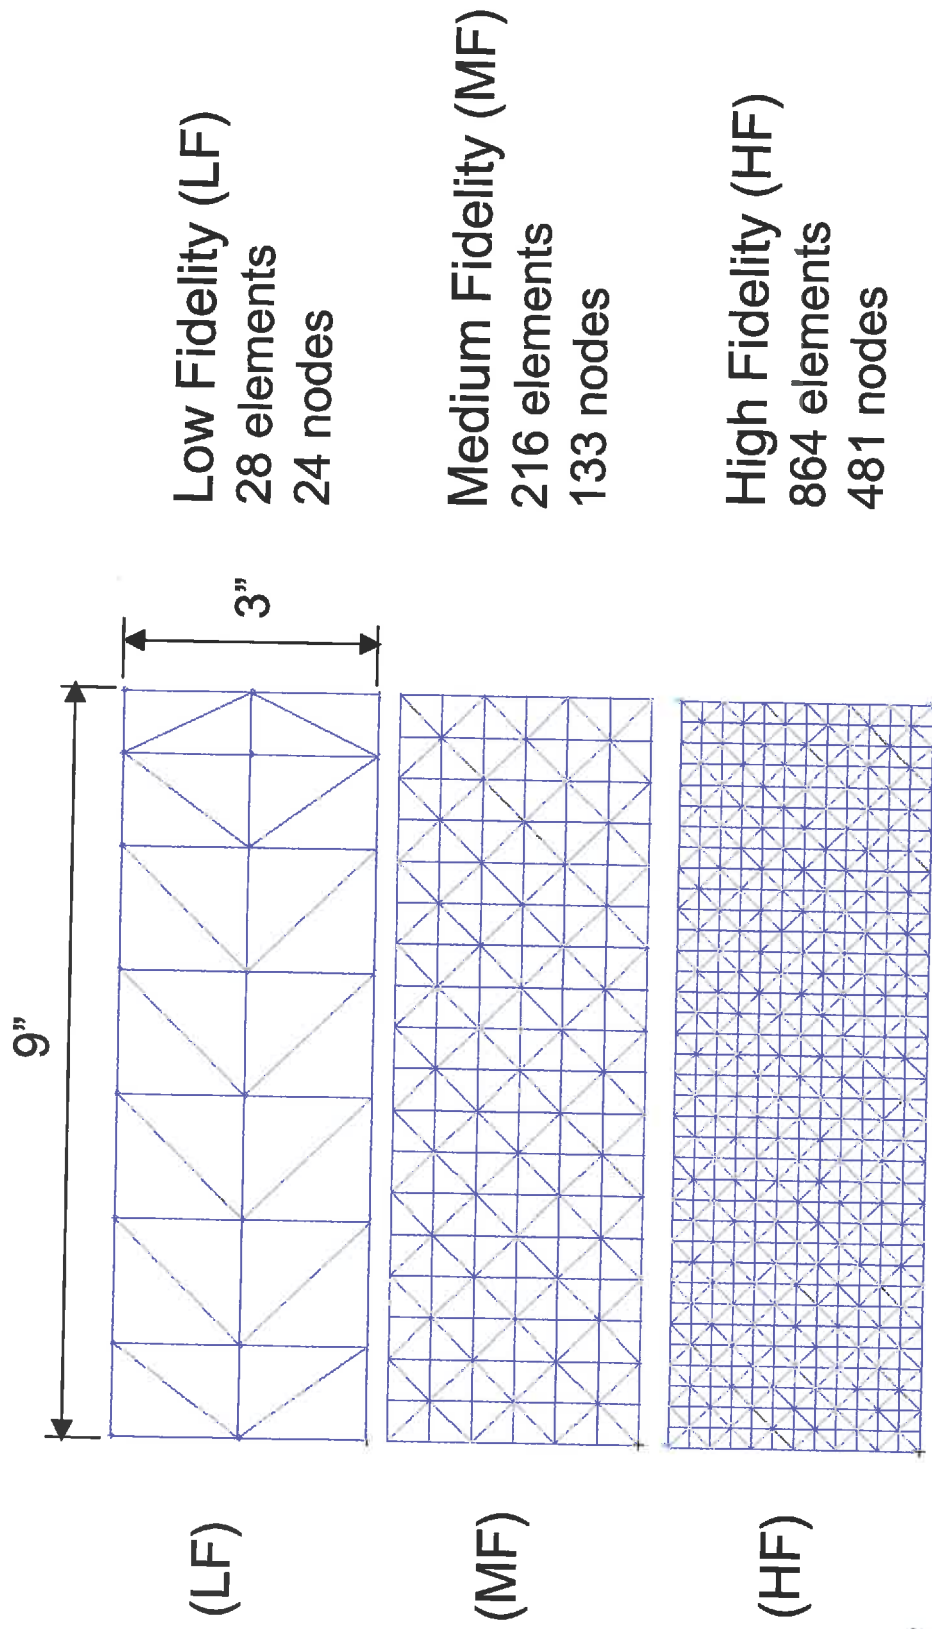 9”
3”
(LF)
Low Fidelity (LF)
28 elements
24 nodes
(MF)
Medium Fidelity (MF)
216 elements
133 nodes
(HF)
High Fidelity (HF)
864 elements
481 nodes